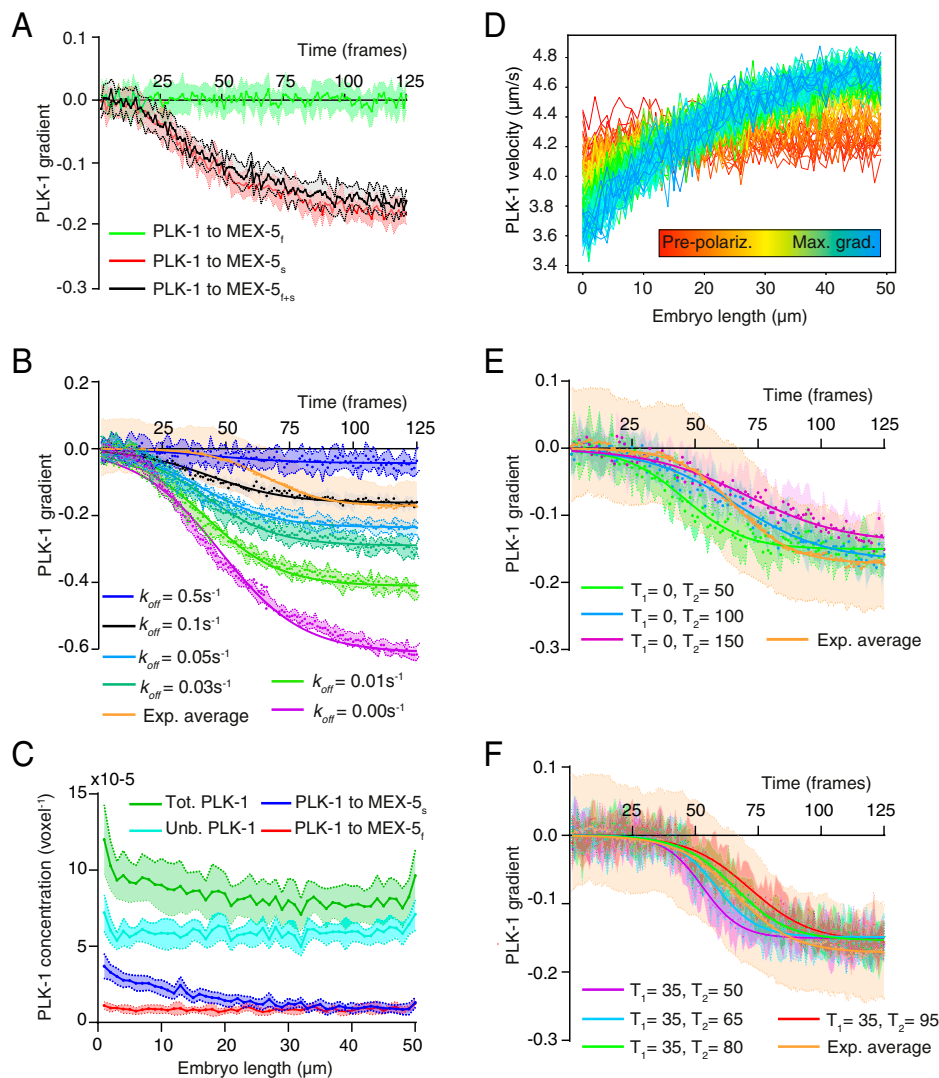 A
0.1
Time (frames)
25 50 75 100 125
0.0
-0.1
-0.2
-0.3
PLK-1 gradient
PLK-1 to MEX-5f
PLK-1 to MEX-5s
PLK-1 to MEX-5f+s
D
4.8
4.6
4.4
4.2
4.0
3.8
3.6
3.4
PLK-1 velocity (µm/s)
Pre-polariz. Max. grad.
0 10 20 30 40 50
Embryo length (µm)
B
0.2
Time (frames)
25 50 75 100 125
0.0
-0.2
-0.4
-0.6
PLK-1 gradient
koff = 0.5s-1
koff = 0.1s-1
koff = 0.05s-1
koff = 0.03s-1
koff = 0.01s-1
Exp. average
koff = 0.00s-1
E
0.1
Time (frames)
25 50 75 100 125
0.0
-0.1
-0.2
-0.3
PLK-1 gradient
T1= 0, T2= 50
T1= 0, T2= 100
T1= 0, T2= 150
Exp. average
C
x10-5
15
10
5
0
PLK-1 concentration (voxel-1)
Tot. PLK-1
PLK-1 to MEX-5s
Unb. PLK-1
PLK-1 to MEX-5f
0 10 20 30 40 50
Embryo length (µm)
F
0.1
Time (frames)
25 50 75 100 125
0.0
-0.1
-0.2
-0.3
PLK-1 gradient
T1= 35, T2= 50
T1= 35, T2= 65
T1= 35, T2= 95
T1= 35, T2= 80
Exp. average